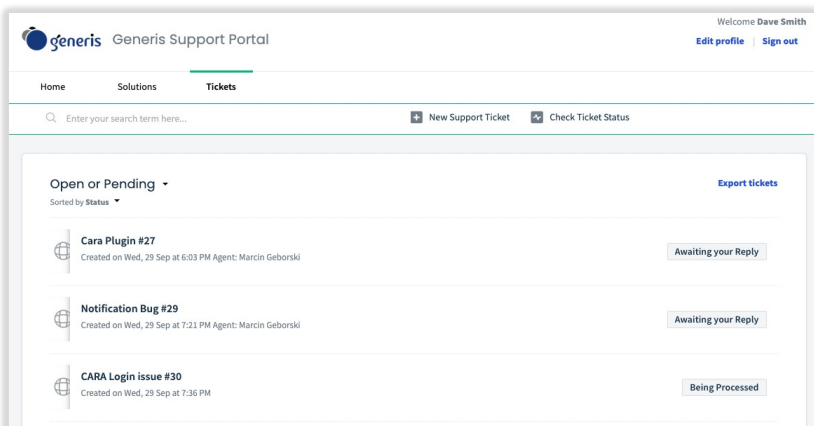 Welcome Dave Smith
generis Generis Support Portal
Edit profile Sign out
Home Solutions Tickets
Enter your search term here...
New Support Ticket Check Ticket Status
Open or Pending
Export tickets
Sorted by Status
Cara Plugin #27
Created on Wed, 29 Sep at 6:03 PM Agent: Marcin Geborski
Awaiting your Reply
Notification Bug #29
Created on Wed, 29 Sep at 7:21 PM Agent: Marcin Geborski
Awaiting your Reply
CARA Login issue #30
Created on Wed, 29 Sep at 7:36 PM
Being Processed